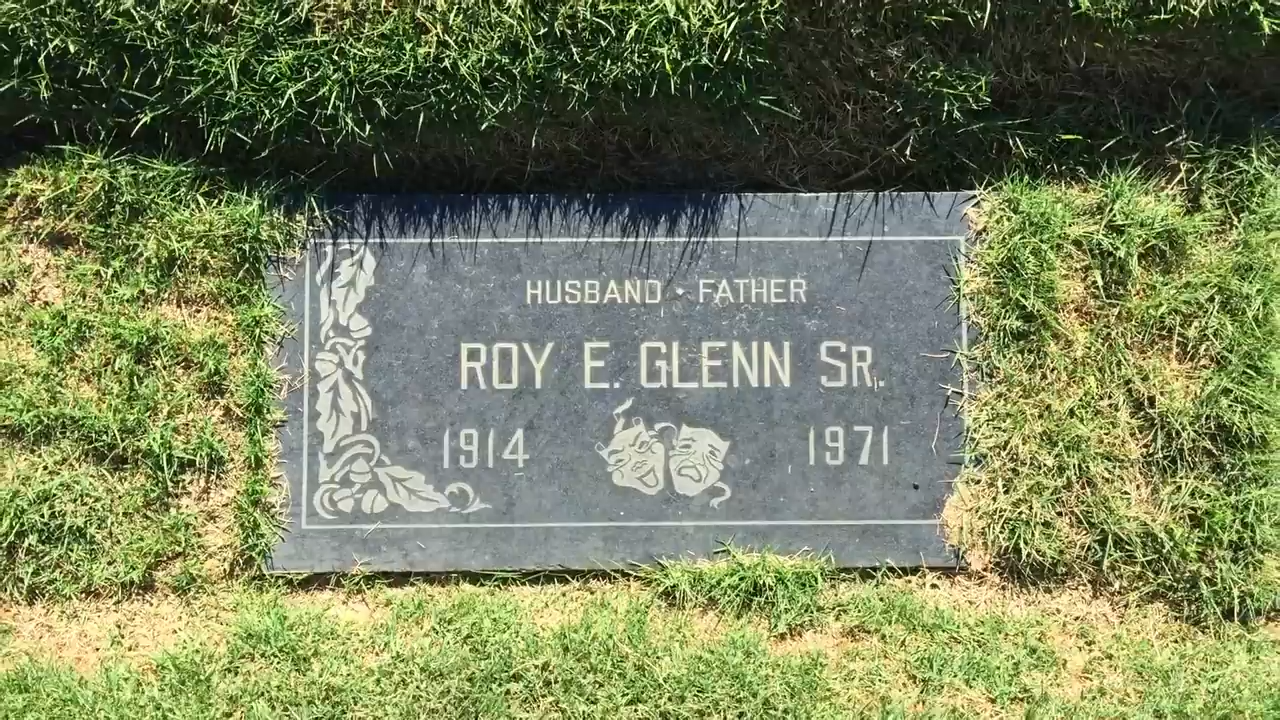 HUSBAND • FATHER
ROY E. GLENN SR.
1914 1971